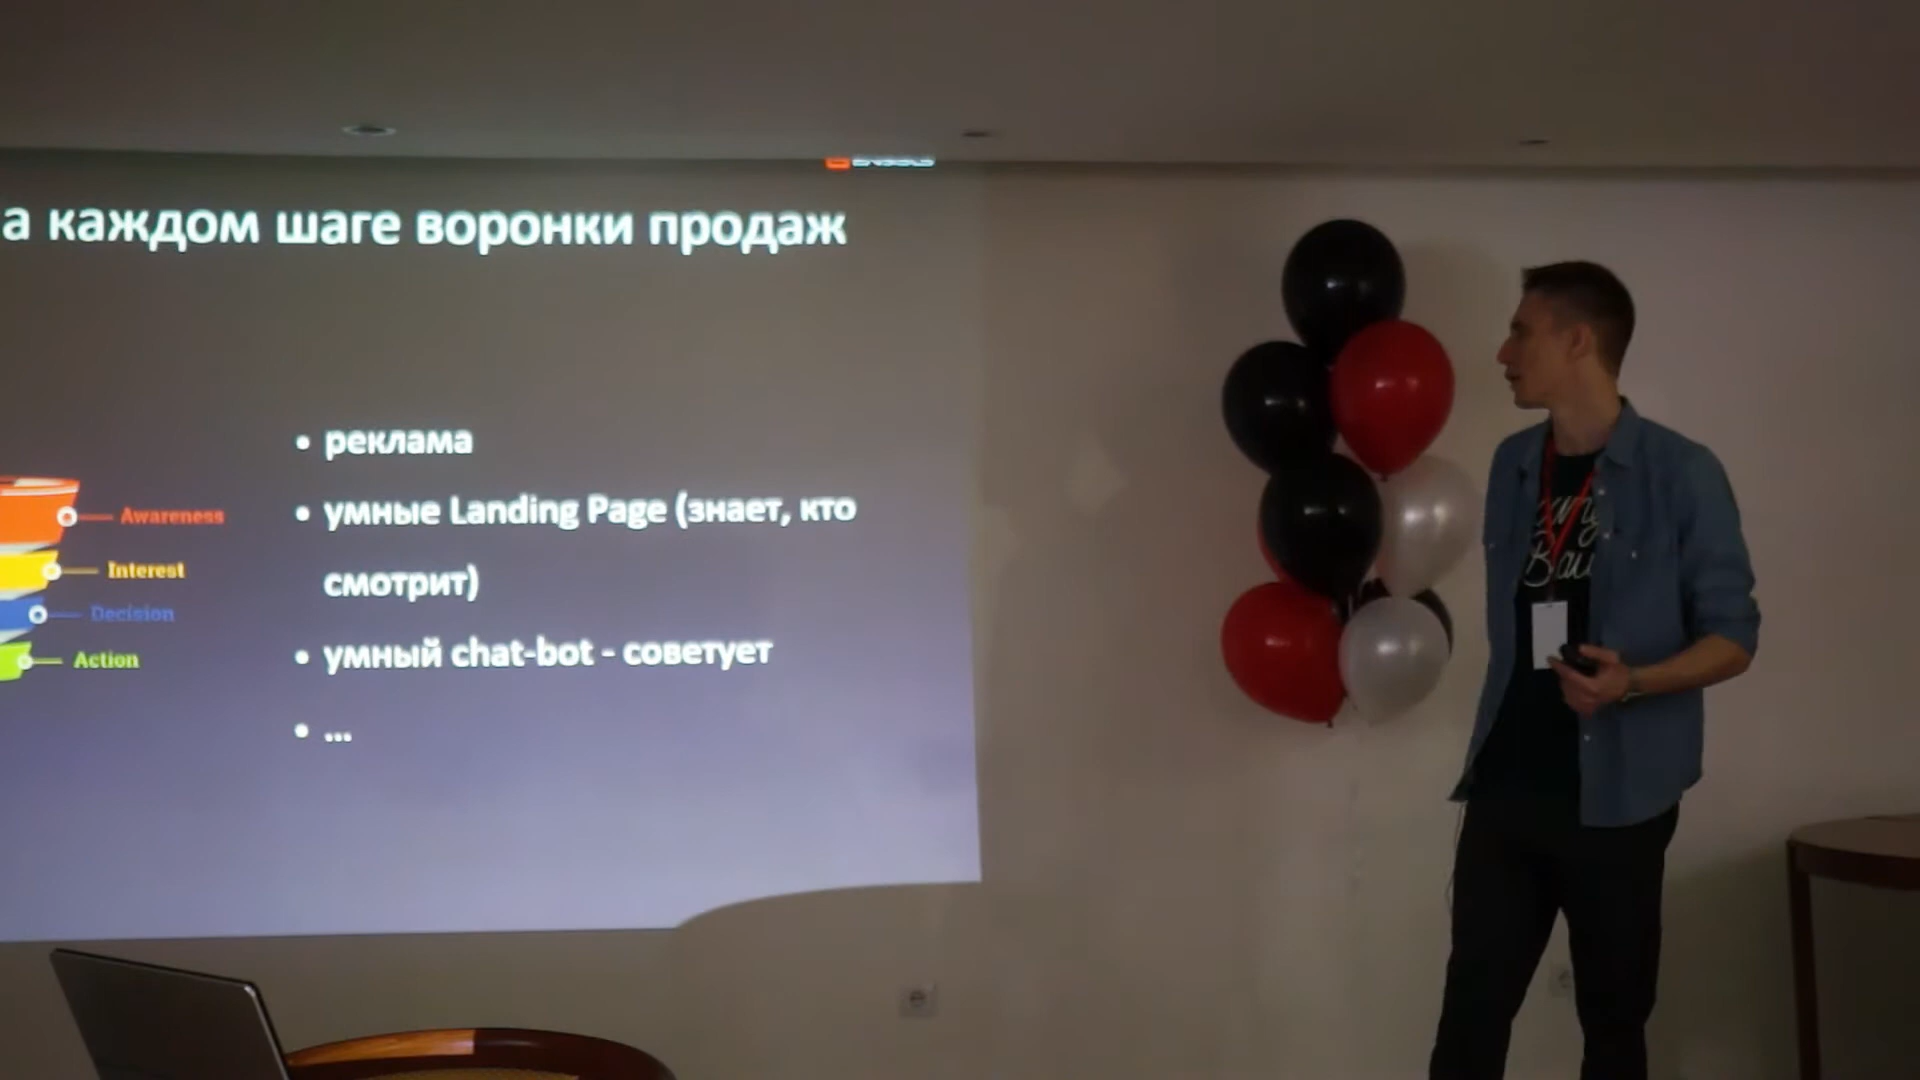 а каждом шаге воронки продаж
• реклама
• умные Landing Page (знает, кто
смотрит)
• умный chat-bot - советует
• ...
Awareness
Interest
Decision
Action